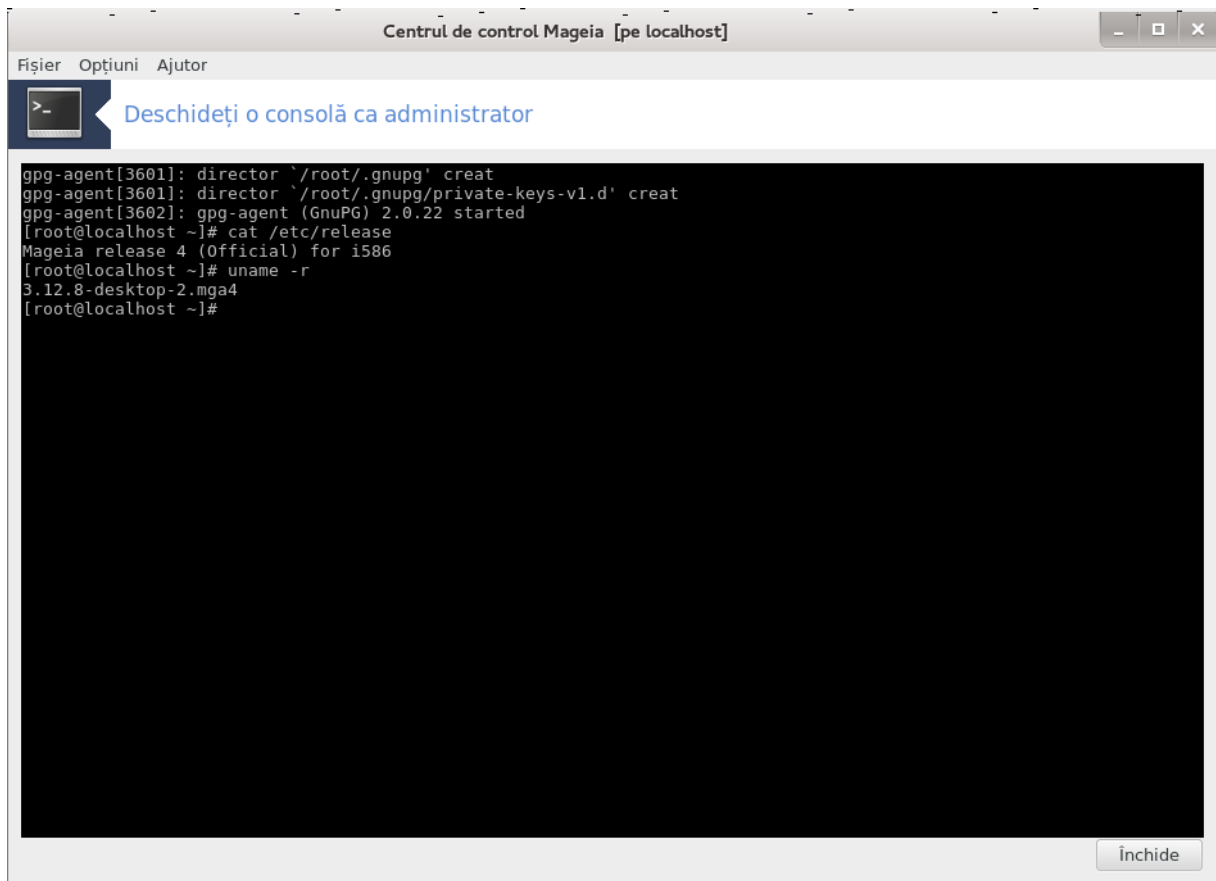 Centrul de control Mageia [pe localhost]
Fișier Opțiuni Ajutor
>_
Deschideți o consolă ca administrator
gpg-agent[3601]: director `/root/.gnupg' creat
gpg-agent[3601]: director `/root/.gnupg/private-keys-v1.d' creat
gpg-agent[3602]: gpg-agent (GnuPG) 2.0.22 started
[root@localhost ~]# cat /etc/release
Mageia release 4 (Official) for i586
[root@localhost ~]# uname -r
3.12.8-desktop-2.mga4
[root@localhost ~]#
Închide